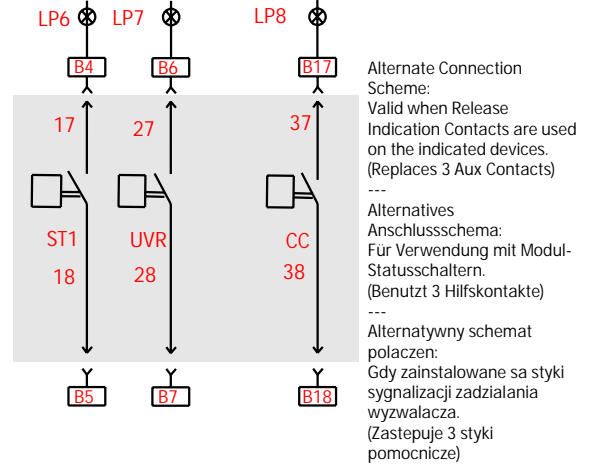 LP6 LP7 LP8
B4 B6 B17
17 27 37
ST1 UVR CC
18 28 38
B5 B7 B18
Alternate Connection
Scheme:
Valid when Release
Indication Contacts are used
on the indicated devices.
(Replaces 3 Aux Contacts)
---
Alternatives
Anschlussschema:
Für Verwendung mit Modul-
Statusschaltern.
(Benutzt 3 Hilfskontakte)
---
Alternatywny schemat
polaczen:
Gdy zainstalowane sa styki
sygnalizacji zadzialania
wyzwalacza.
(Zastepuje 3 styki
pomocnicze)